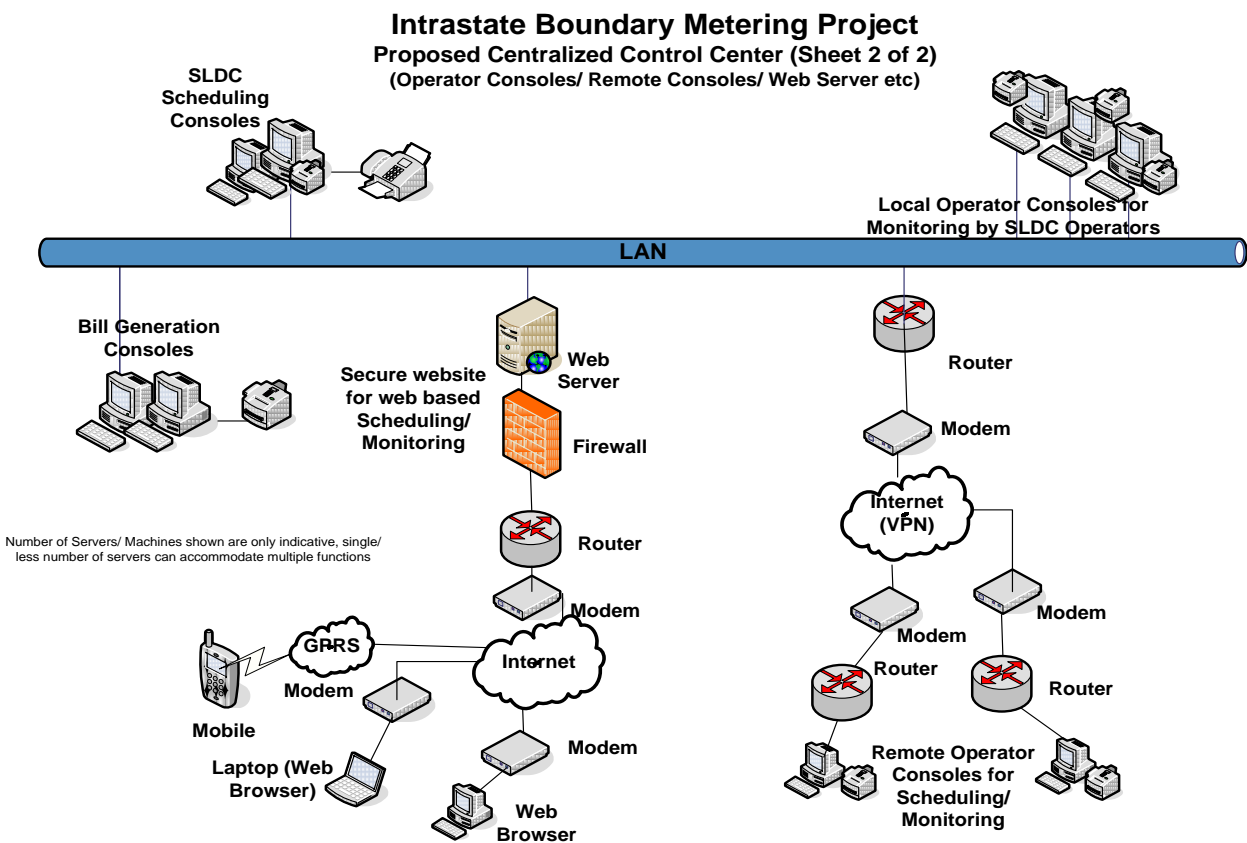 Intrastate Boundary Metering Project
Proposed Centralized Control Center (Sheet 2 of 2)
(Operator Consoles/ Remote Consoles/ Web Server etc)
SLDC
Scheduling
Consoles
Local Operator Consoles for
Monitoring by SLDC Operators
LAN
Bill Generation
Consoles
Web
Server
Secure website
for web based
Scheduling/
Monitoring
Firewall
Router
Modem
Router
Modem
Internet
(VPN)
Number of Servers/ Machines shown are only indicative, single/
less number of servers can accommodate multiple functions
Modem
Modem
GPRS
Internet
Modem
Mobile
Router
Router
Laptop (Web
Browser)
Modem
Web
Browser
Remote Operator
Consoles for
Scheduling/
Monitoring